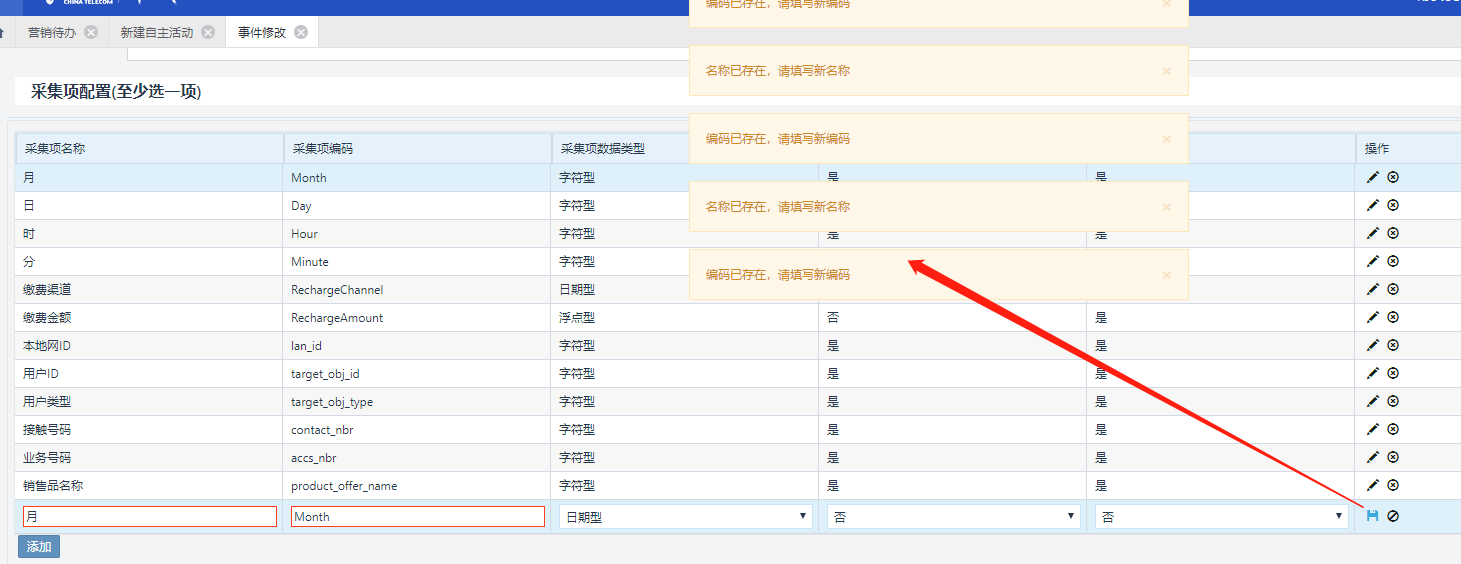 CHINA TELECOM
营销待办
新建自主活动
事件修改
编码已存在，请填写新编码
名称已存在，请填写新名称
编码已存在，请填写新编码
名称已存在，请填写新名称
编码已存在，请填写新编码
采集项配置(至少选一项)
采集项名称 采集项编码 采集项数据类型 操作
月 Month 字符型 是 是
日 Day 字符型
时 Hour 字符型 是 是
分 Minute 字符型
缴费渠道 RechargeChannel 日期型
缴费金额 RechargeAmount 浮点型 否 是
本地网ID lan_id 字符型 是 是
用户ID target_obj_id 字符型 是 是
用户类型 target_obj_type 字符型 是 是
接触号码 contact_nbr 字符型 是 是
业务号码 accs_nbr 字符型 是 是
销售品名称 product_offer_name 字符型 是 是
月 Month 日期型 否 否
添加